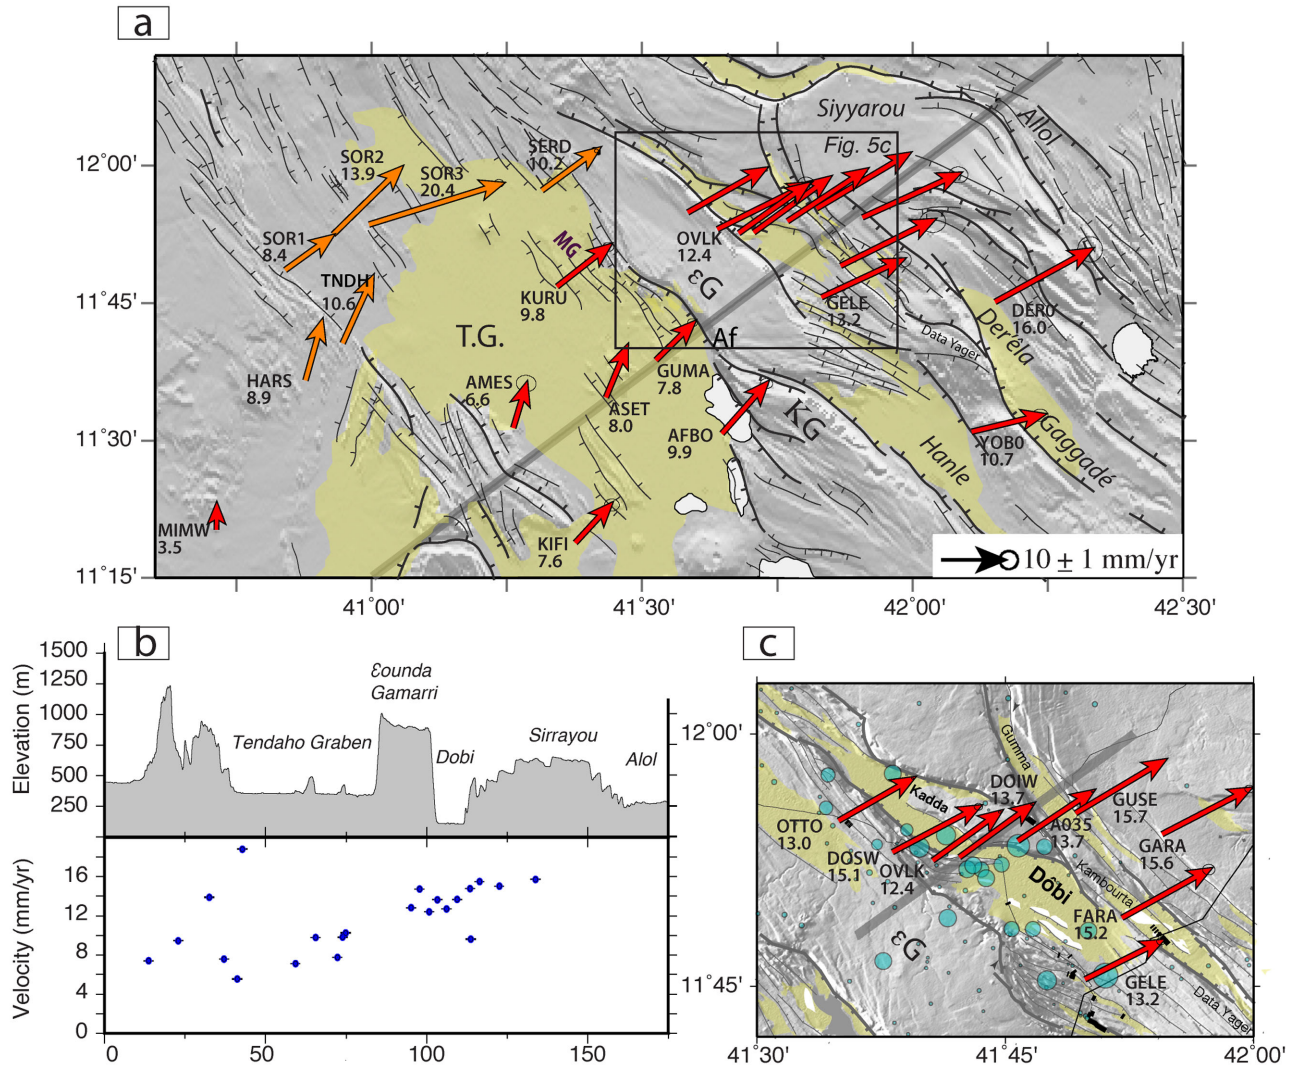 a
Siyyarou
Allol
Fig. 5c
SERD
10.2
SOR2
13.9
SOR3
20.4
12°00'
SOR1
8.4
MG
OVLK
12.4
εG
TNDH
10.6
KURU
9.8
GELE
13.2
DER0
16.0
11°45'
T.G.
Af
Data Yager
Derêla
HARS
8.9
AMES
6.6
GUMA
7.8
ASET
8.0
AFBO
9.9
KG
Hanle
YOB0
10.7
Gaggadé
11°30'
MIMW
3.5
KIFI
7.6
10 ± 1 mm/yr
11°15'
41°00'
41°30'
42°00'
42°30'
b
Elevation (m)
1500
1250
1000
750
500
250
Ɛounda
Gamarri
Tendaho Graben
Dobi
Sirrayou
Alol
Velocity (mm/yr)
16
12
8
4
0
0
50
100
150
c
12°00'
Gumma
DOIW
13.7
Kadda
GUSE
15.7
OTTO
13.0
A035
13.7
GARA
15.6
DOSW
15.1
OVLK
12.4
Dôbi
Kambourta
FARA
15.2
εG
GELE
13.2
Data Yager
11°45'
41°30'
41°45'
42°00'